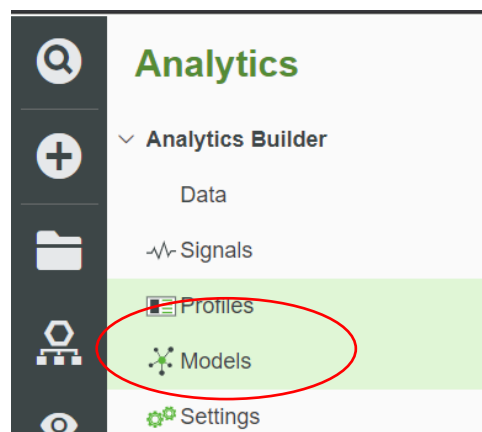 Analytics
Analytics Builder
Data
Signals
Profiles
Models
Settings